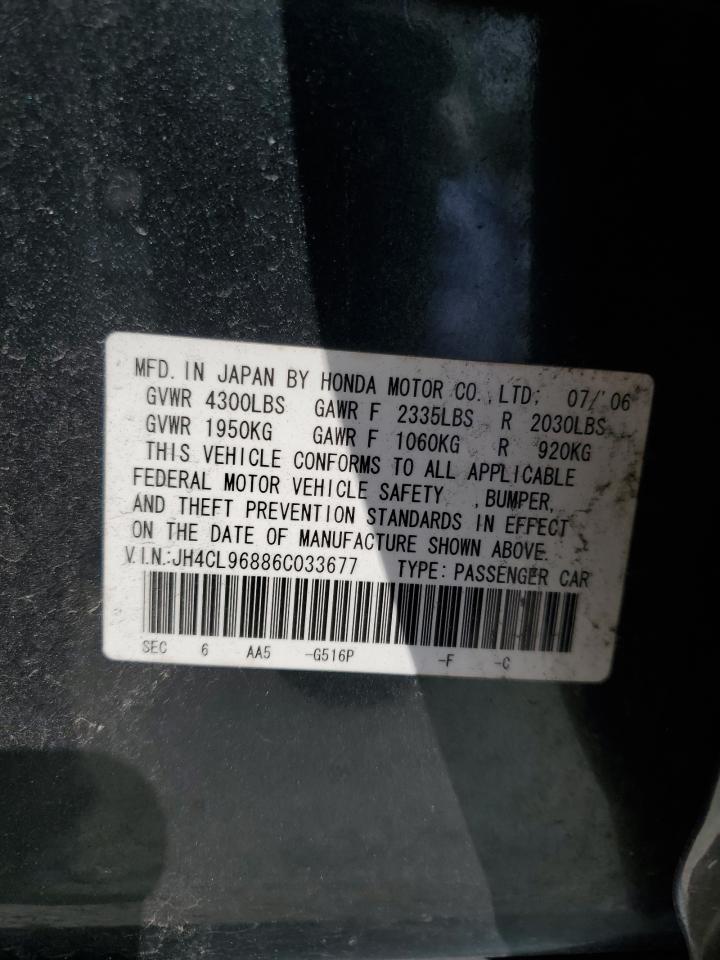 MFD. IN JAPAN BY HONDA MOTOR CO., LTD: 07/'06
GVWR 4300LBS GAWR F 2335LBS R 2030LBS
GVWR 1950KG GAWR F 1060KG R 920KG
THIS VEHICLE CONFORMS TO ALL APPLICABLE
FEDERAL MOTOR VEHICLE SAFETY , BUMPER,
AND THEFT PREVENTION STANDARDS IN EFFECT
ON THE DATE OF MANUFACTURE SHOWN ABOVE.
V.I.N.:JH4CL96886C033677 TYPE: PASSENGER CAR
SEC 6 AA5 -G516P -F -C